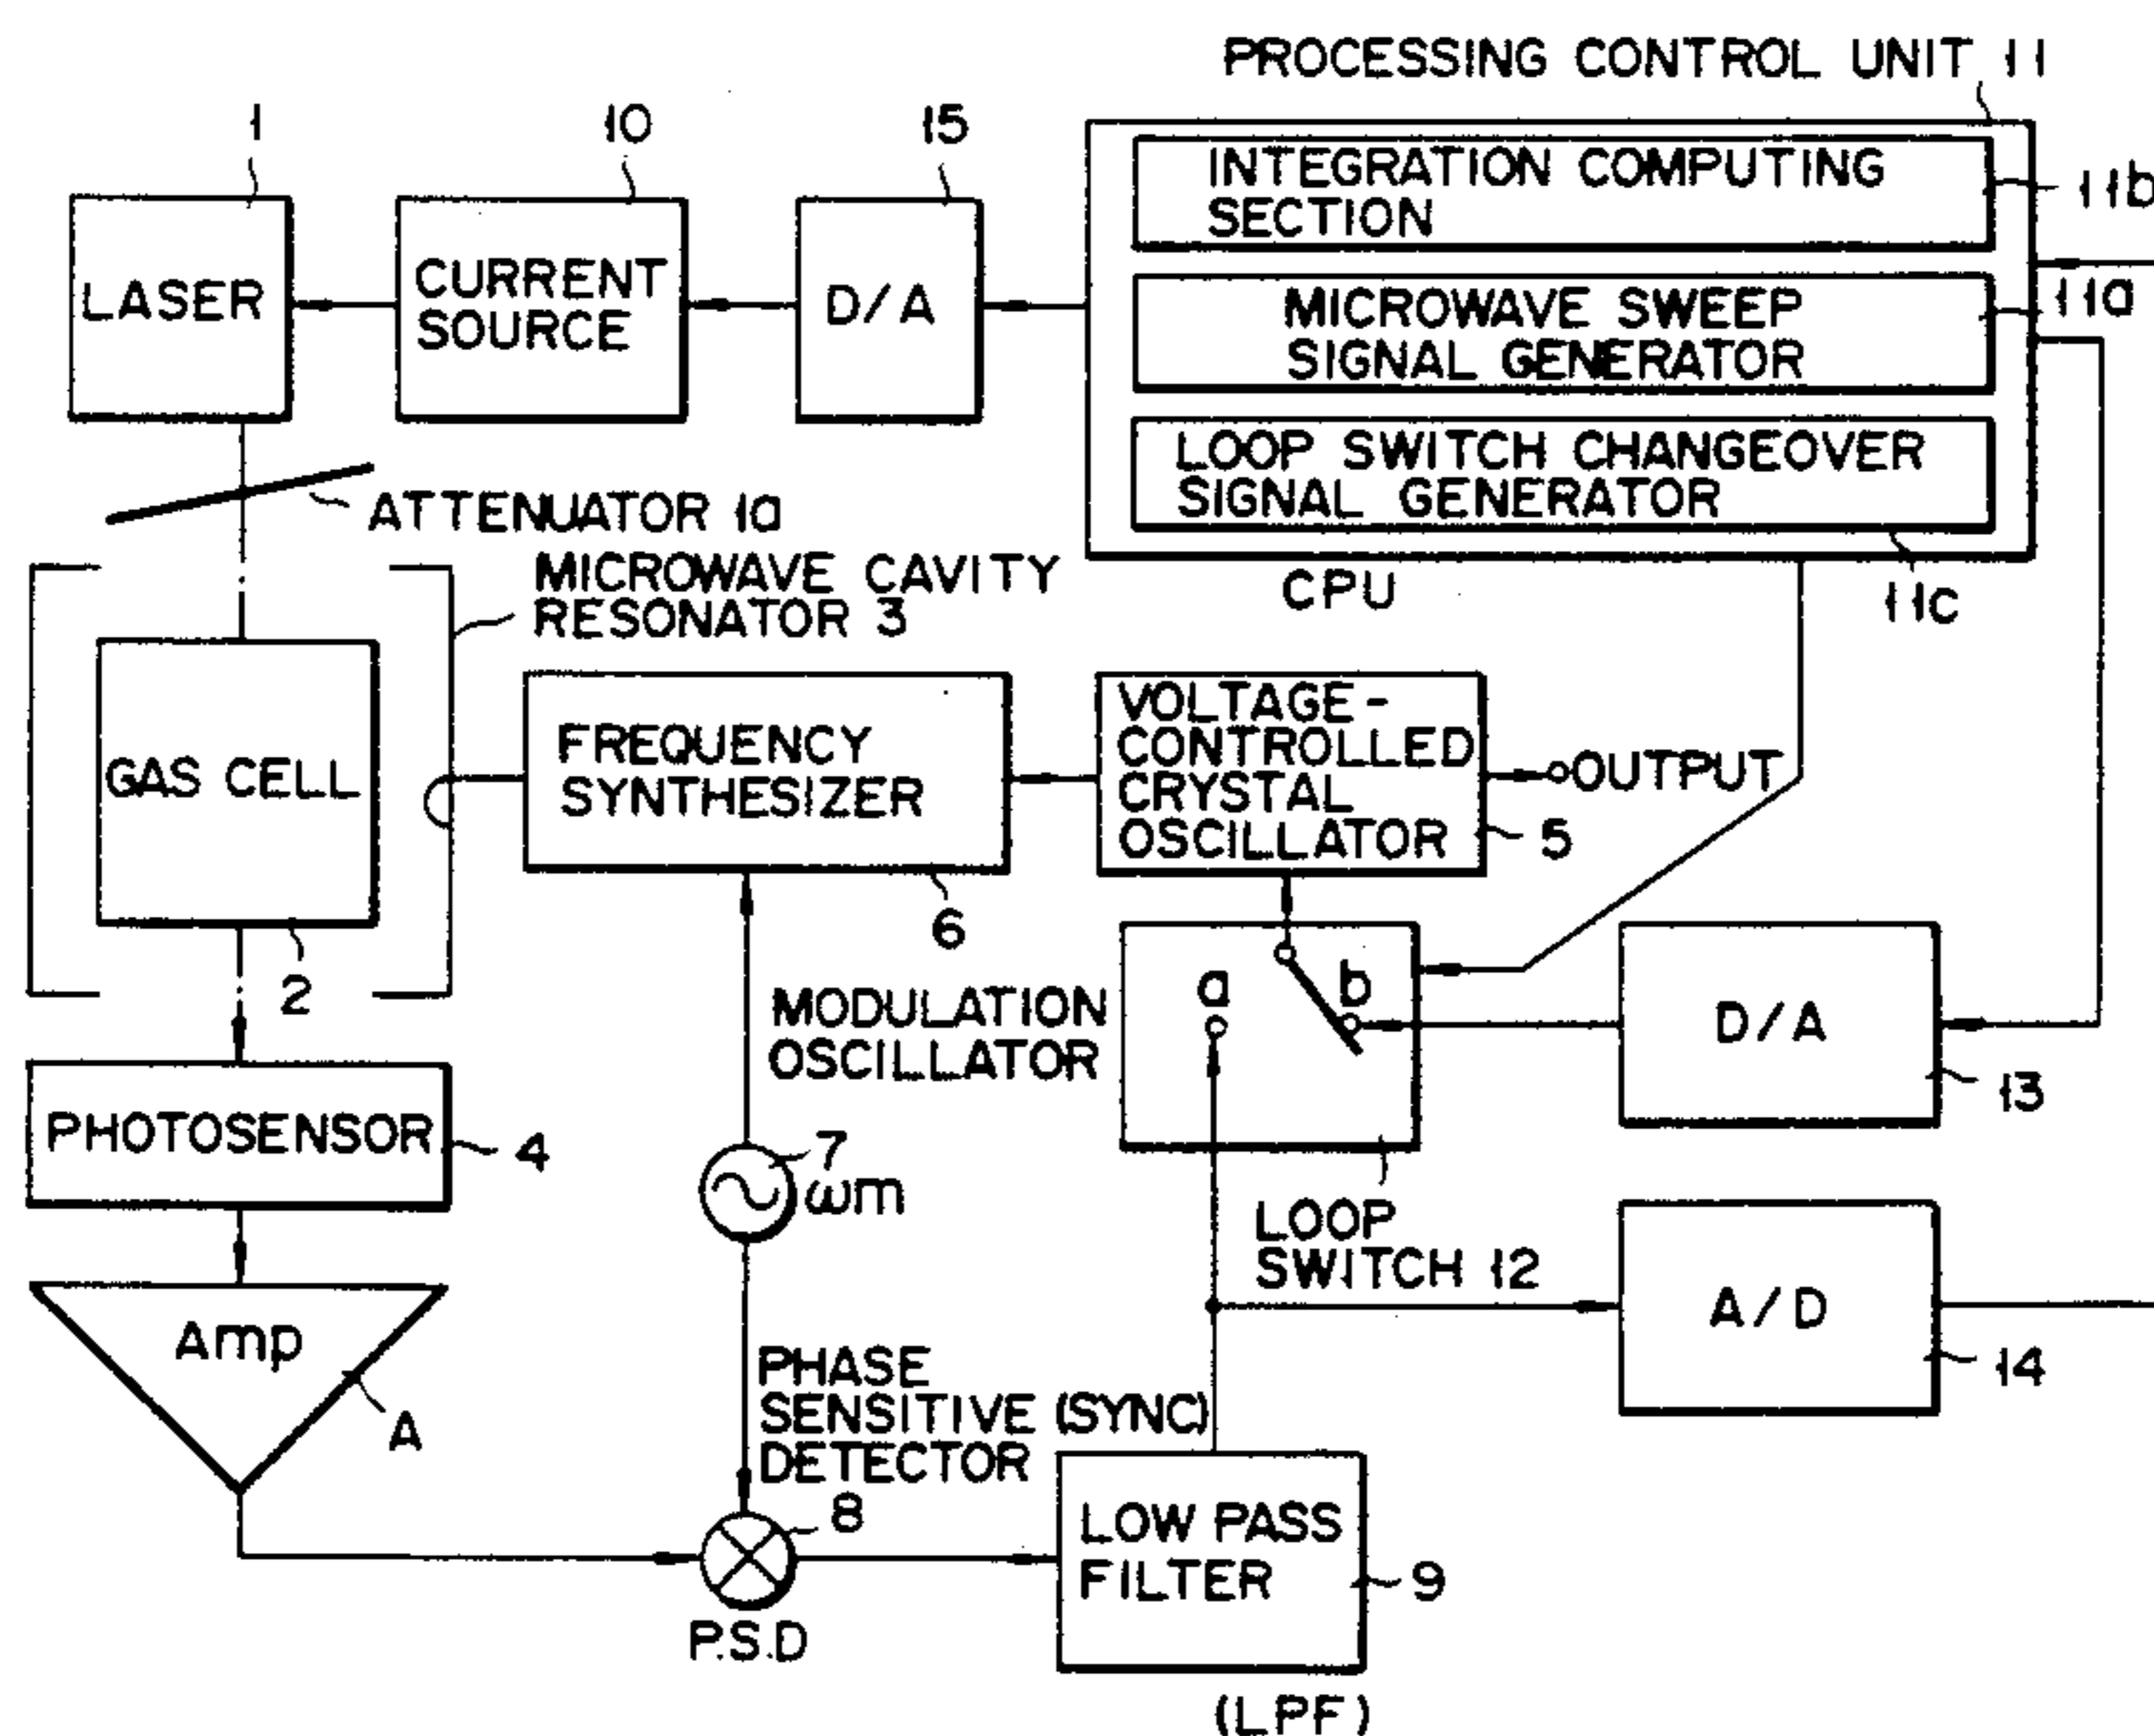 PROCESSING CONTROL UNIT 11
1
10
15
INTEGRATION COMPUTING
SECTION
11b
LASER
CURRENT
SOURCE
D/A
MICROWAVE SWEEP
SIGNAL GENERATOR
11a
LOOP SWITCH CHANGEOVER
SIGNAL GENERATOR
ATTENUATOR 1a
MICROWAVE CAVITY
RESONATOR 3
CPU
11c
GAS CELL
FREQUENCY
SYNTHESIZER
VOLTAGE-
CONTROLLED
CRYSTAL
OSCILLATOR
OUTPUT
5
6
2
MODULATION
OSCILLATOR
a
b
D/A
13
PHOTOSENSOR
4
7
ωm
LOOP
SWITCH 12
A/D
14
Amp
A
PHASE
SENSITIVE (SYNC)
DETECTOR
8
P.S.D
LOW PASS
FILTER
9
(LPF)